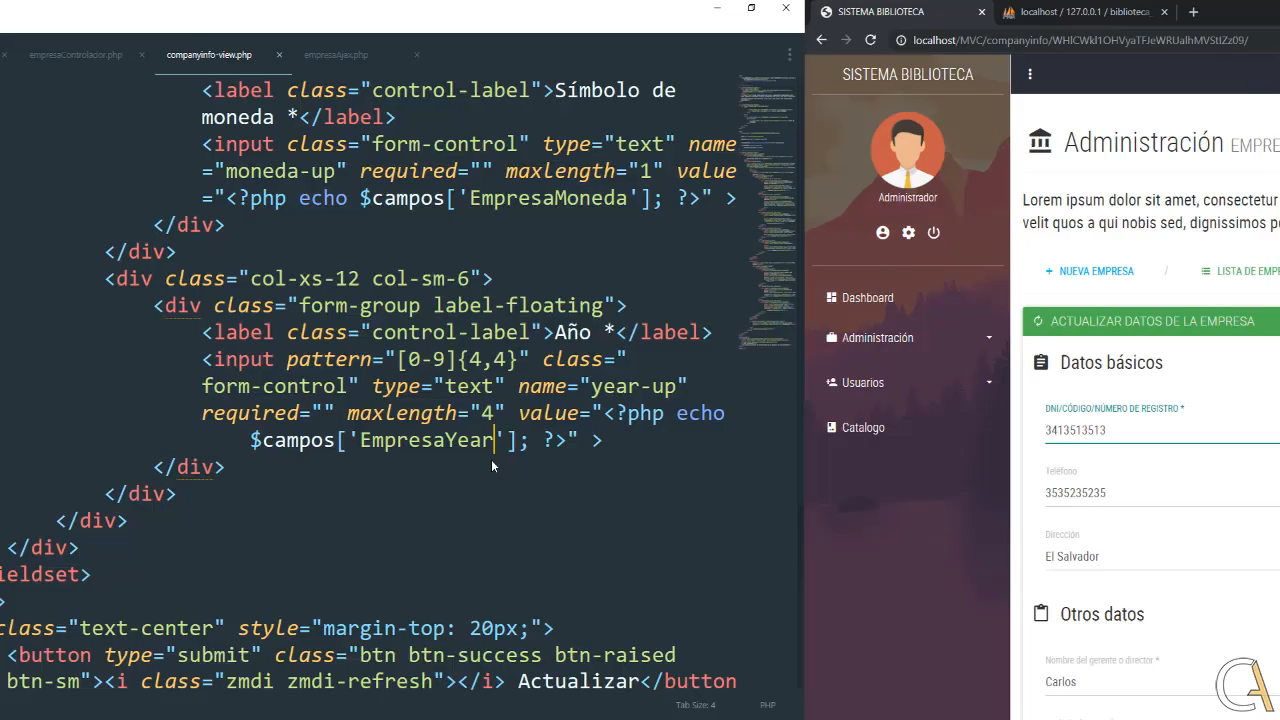 empresaControlador.php
companyinfo-view.php
empresaAjax.php
<label class="control-label">Símbolo de
moneda *</label>
<input class="form-control" type="text" name
="moneda-up" required="" maxlength="1" value
="<?php echo $campos['EmpresaMoneda']; ?>" >
</div>
</div>
<div class="col-xs-12 col-sm-6">
<div class="form-group label-floating">
<label class="control-label">Año *</label>
<input pattern="[0-9]{4,4}" class="
form-control" type="text" name="year-up"
required="" maxlength="4" value="<?php echo
$campos['EmpresaYear']; ?>" >
</div>
</div>
</div>
</div>
ieldset>
>
class="text-center" style="margin-top: 20px;">
<button type="submit" class="btn btn-success btn-raised
btn-sm"><i class="zmdi zmdi-refresh"></i> Actualizar</button
Tab Size: 4
PHP
SISTEMA BIBLIOTECA
localhost / 127.0.0.1 / biblioteca_
SISTEMA BIBLIOTECA
Administrador
Dashboard
Administración
Usuarios
Catalogo
Administración EMPRE
Lorem ipsum dolor sit amet, consectetur
velit quos a qui nobis sed, dignissimos p
+ NUEVA EMPRESA
/
LISTA DE EMPR
ACTUALIZAR DATOS DE LA EMPRESA
Datos básicos
DNI/CÓDIGO/NÚMERO DE REGISTRO *
3413513513
Teléfono
3535235235
Dirección
El Salvador
Otros datos
Nombre del gerente o director *
Carlos
CA